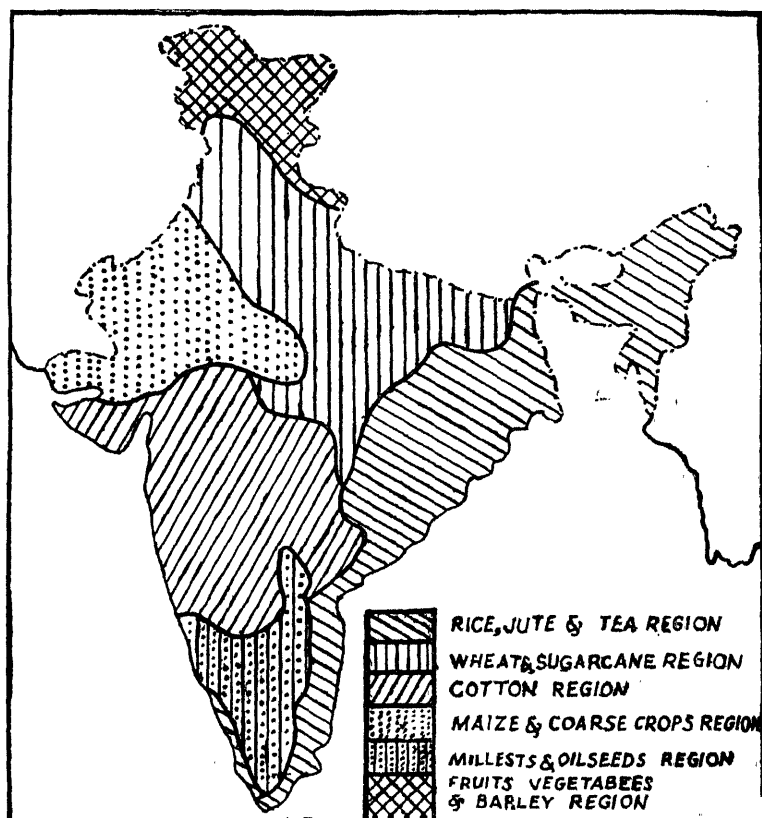 RICE, JUTE & TEA REGION
WHEAT & SUGARCANE REGION
COTTON REGION
MAIZE & COARSE CROPS REGION
MILLESTS & OILSEEDS REGION
FRUITS VEGETABEES
& BARLEY REGION